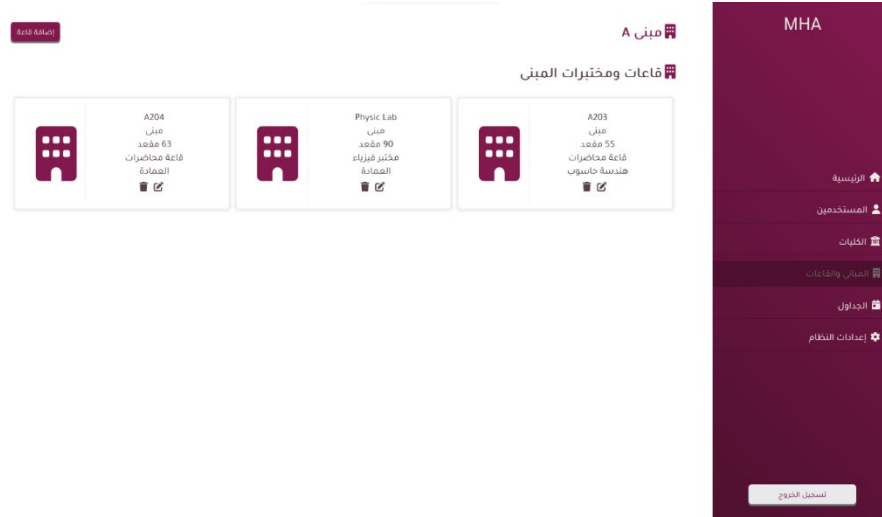 MHA
الرئيسية
المستخدمين
الكليات
المباني والقاعات
الجداول
إعدادات النظام
تسجيل الخروج
مبنى A
إضافة قاعة
قاعات ومختبرات المبنى
A203
مبنى
55 مقعد
قاعة محاضرات
هندسة حاسوب
Physic Lab
مبنى
90 مقعد
مختبر فيزياء
العمادة
A204
مبنى
63 مقعد
قاعة محاضرات
العمادة